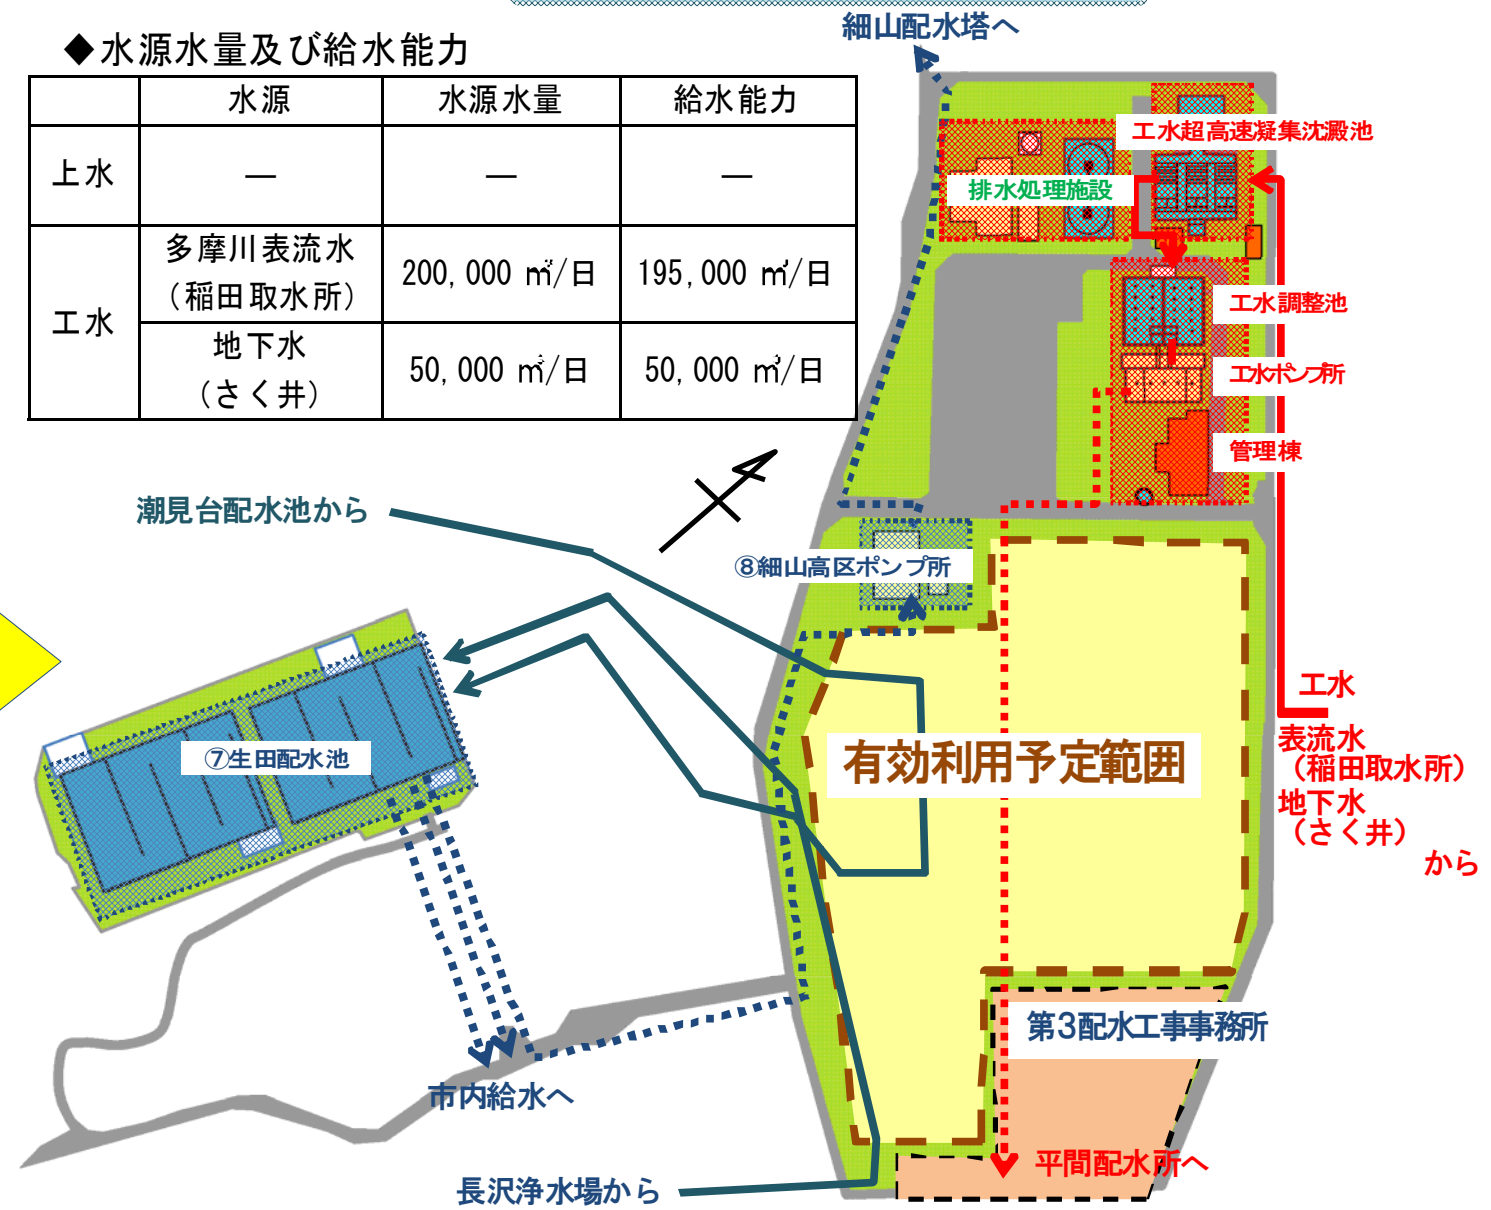 細山配水塔へ
◆水源水量及び給水能力
水源 水源水量 給水能力
上水 — — —
工水
多摩川表流水
（稲田取水所）
200,000 ㎥/日 195,000 ㎥/日
地下水
（さく井）
50,000 ㎥/日 50,000 ㎥/日
工水超高速凝集沈澱池
排水処理施設
工水調整池
工水ポンプ所
管理棟
潮見台配水池から
⑧細山高区ポンプ所
⑦生田配水池
有効利用予定範囲
工水
表流水
（稲田取水所）
地下水
（さく井）
から
第3配水工事事務所
市内給水へ
平間配水所へ
長沢浄水場から